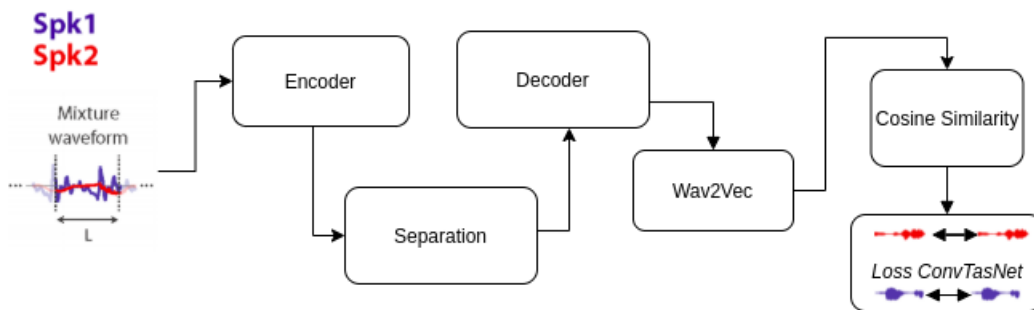 Spk1
Spk2
Mixture
waveform
L
Encoder
Separation
Decoder
Wav2Vec
Cosine Similarity
Loss ConvTasNet